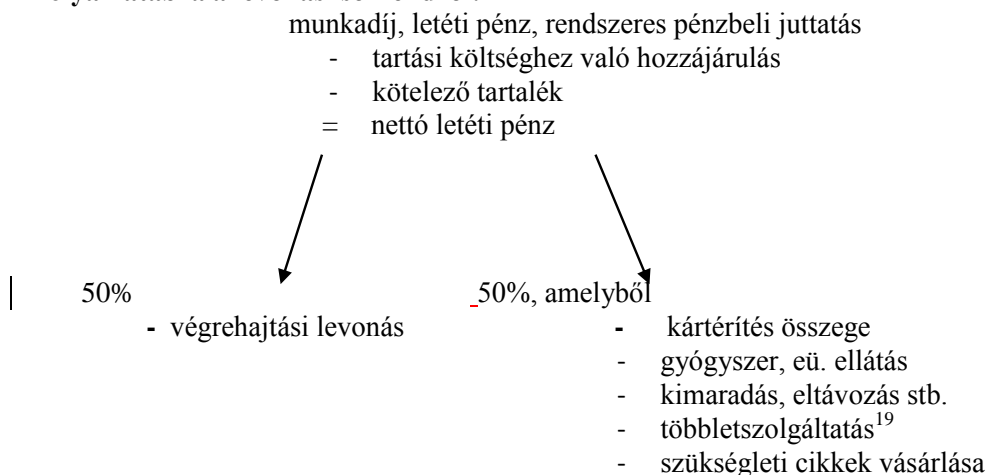 munkadíj, letéti pénz, rendszeres pénzbeli juttatás
- tartási költséghez való hozzájárulás
- kötelező tartalék
= nettó letéti pénz
50%
- végrehajtási levonás
50%, amelyből
- kártérítés összege
- gyógyszer, eü. ellátás
- kimaradás, eltávozás stb.
- többletszolgáltatás19
- szükségleti cikkek vásárlása